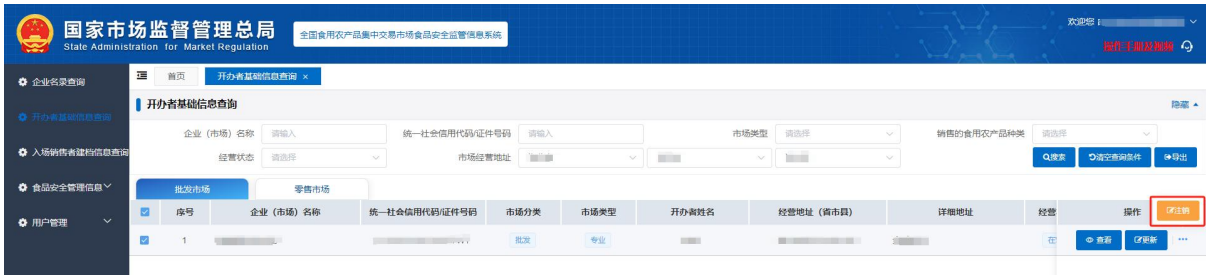 国家市场监督管理总局
State Administration for Market Regulation
全国食用农产品集中交易市场食品安全监管信息系统
欢迎您：
操作手册及视频
企业名录查询
开办者基础信息查询
入场销售者建档信息查询
食品安全管理信息
用户管理
首页 开办者基础信息查询 ×
开办者基础信息查询 隐藏
企业（市场）名称 请输入 统一社会信用代码/证件号码 请输入 市场类型 请选择 销售的食用农产品种类 请选择
经营状态 请选择 市场经营地址 搜索 清空查询条件 导出
批发市场 零售市场
序号 企业（市场）名称 统一社会信用代码/证件号码 市场分类 市场类型 开办者姓名 经营地址（省市县） 详细地址 经营 操作 注销
1 批发 专业 在 查看 更新 ···